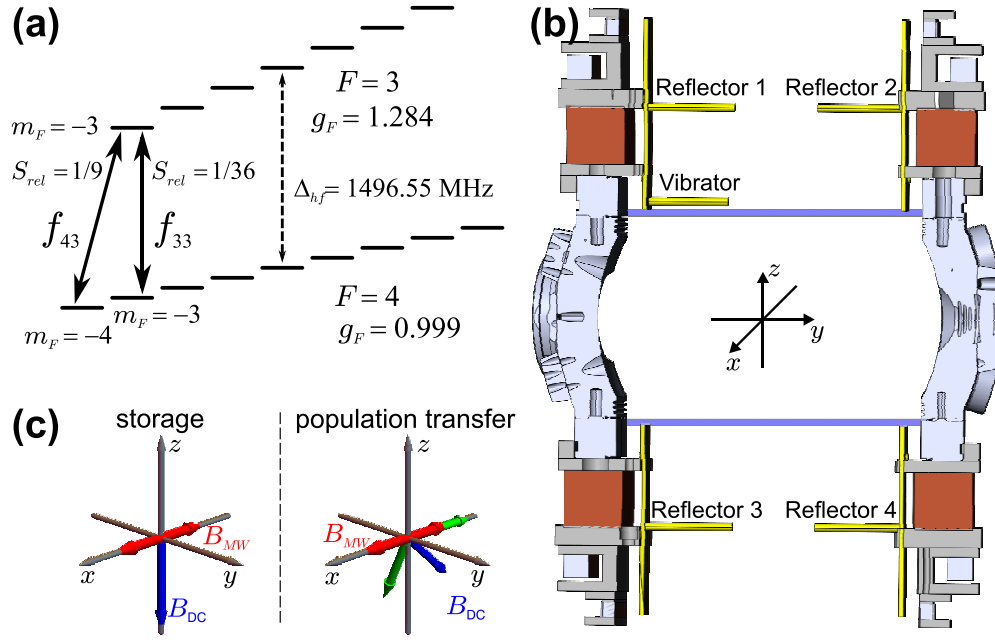 (a)
F = 3
g_F = 1.284
m_F = −3
S_rel = 1/9
S_rel = 1/36
Δ_hf = 1496.55 MHz
f_43
f_33
F = 4
g_F = 0.999
m_F = −4
m_F = −3
(b)
Reflector 1
Reflector 2
Vibrator
z
y
x
Reflector 3
Reflector 4
(c)
storage
population transfer
z
B_MW
x
y
B_DC
z
B_MW
x
y
B_DC